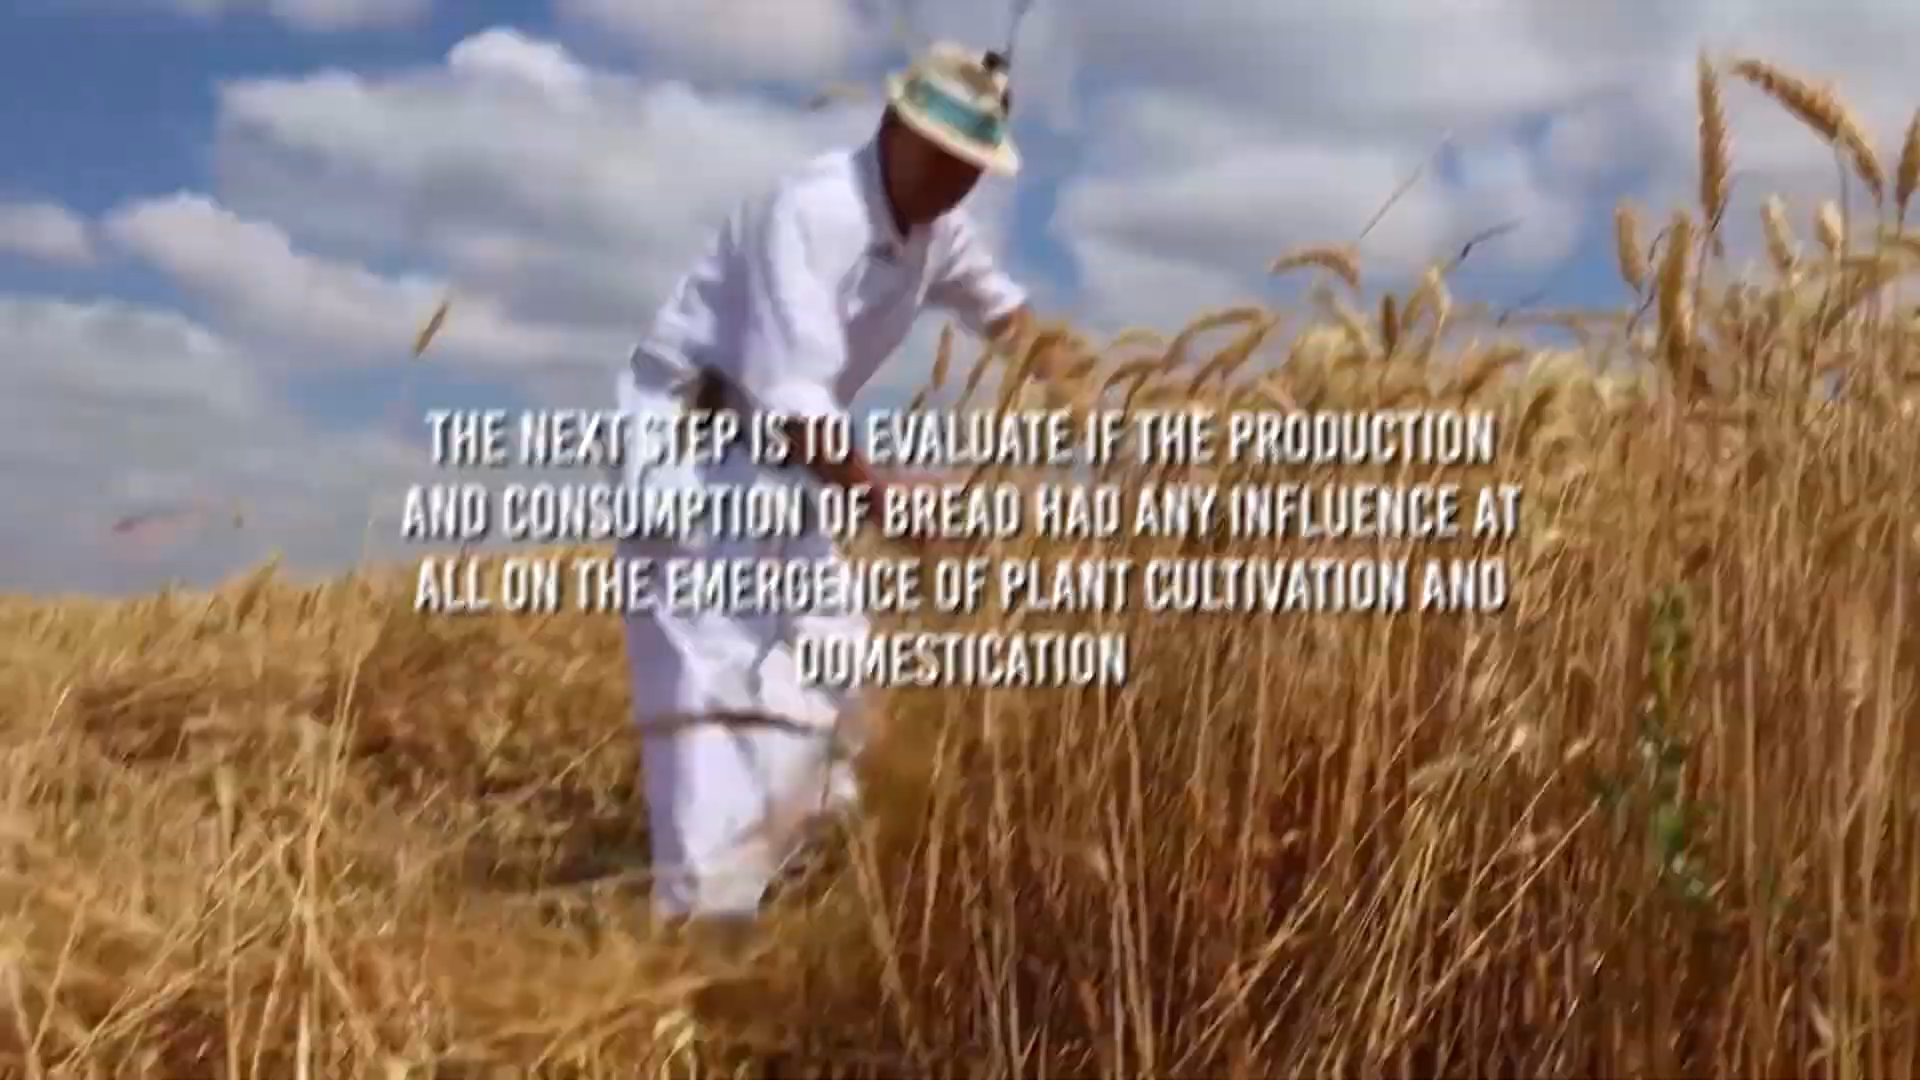 THE NEXT STEP IS TO EVALUATE IF THE PRODUCTION
AND CONSUMPTION OF BREAD HAD ANY INFLUENCE AT
ALL ON THE EMERGENCE OF PLANT CULTIVATION AND
DOMESTICATION